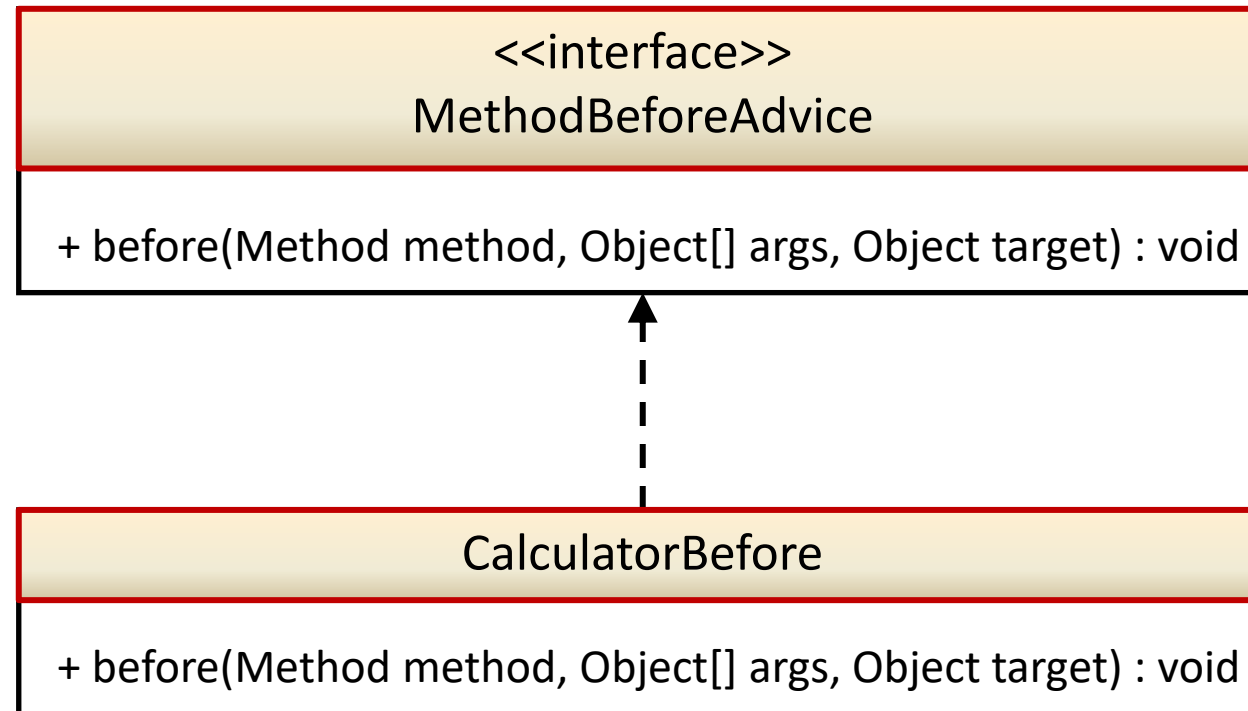 <<interface>>
MethodBeforeAdvice
+ before(Method method, Object[] args, Object target) : void
CalculatorBefore
+ before(Method method, Object[] args, Object target) : void